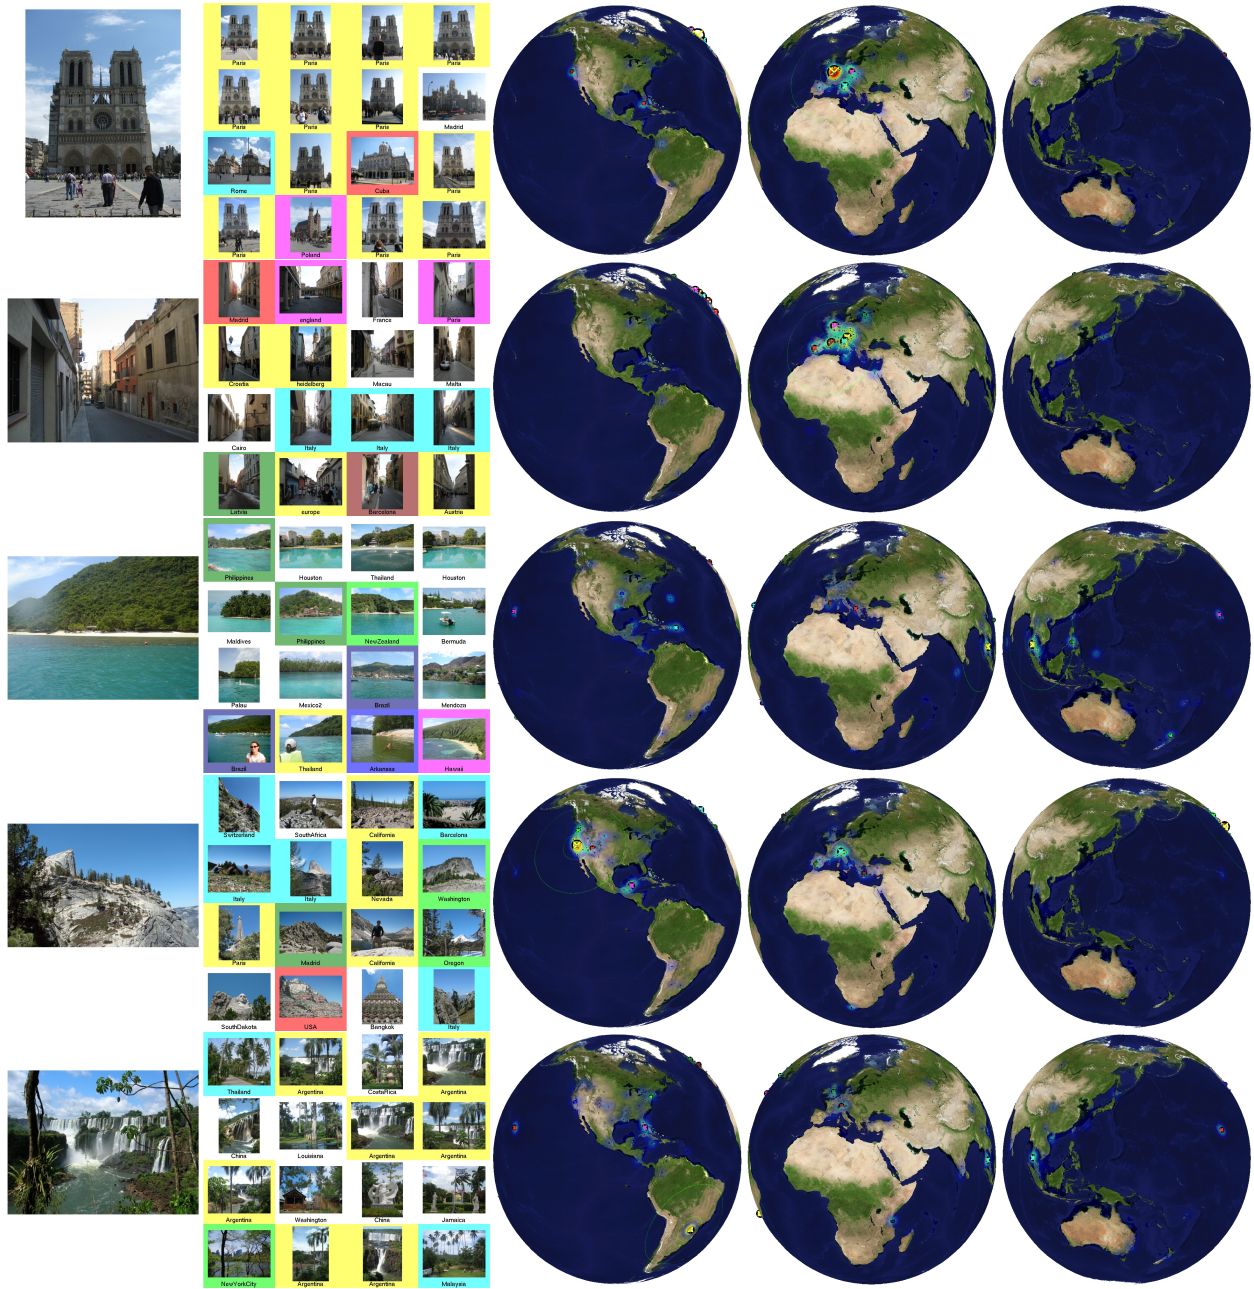 Paris Paris Paris Paris
Paris Paris Paris Madrid
Rome Paris Cuba Paris
Paris Poland Paris Paris
Madrid england France Paris
Croatia heidelberg Macau Malta
Cairo Italy Italy Italy
Latvia europe Barcelona Austria
Philippines Houston Thailand Houston
Maldives Philippines NewZealand Bermuda
Palau Mexico2 Brazil Mendoza
Brazil Thailand Arkansas Hawaii
Switzerland SouthAfrica California Barcelona
Italy Italy Nevada Washington
Paris Madrid California Oregon
SouthDakota USA Bangkok Italy
Thailand Argentina CostaRica Argentina
China Louisiana Argentina Argentina
Argentina Washington China Jamaica
NewYorkCity Argentina Argentina Malaysia